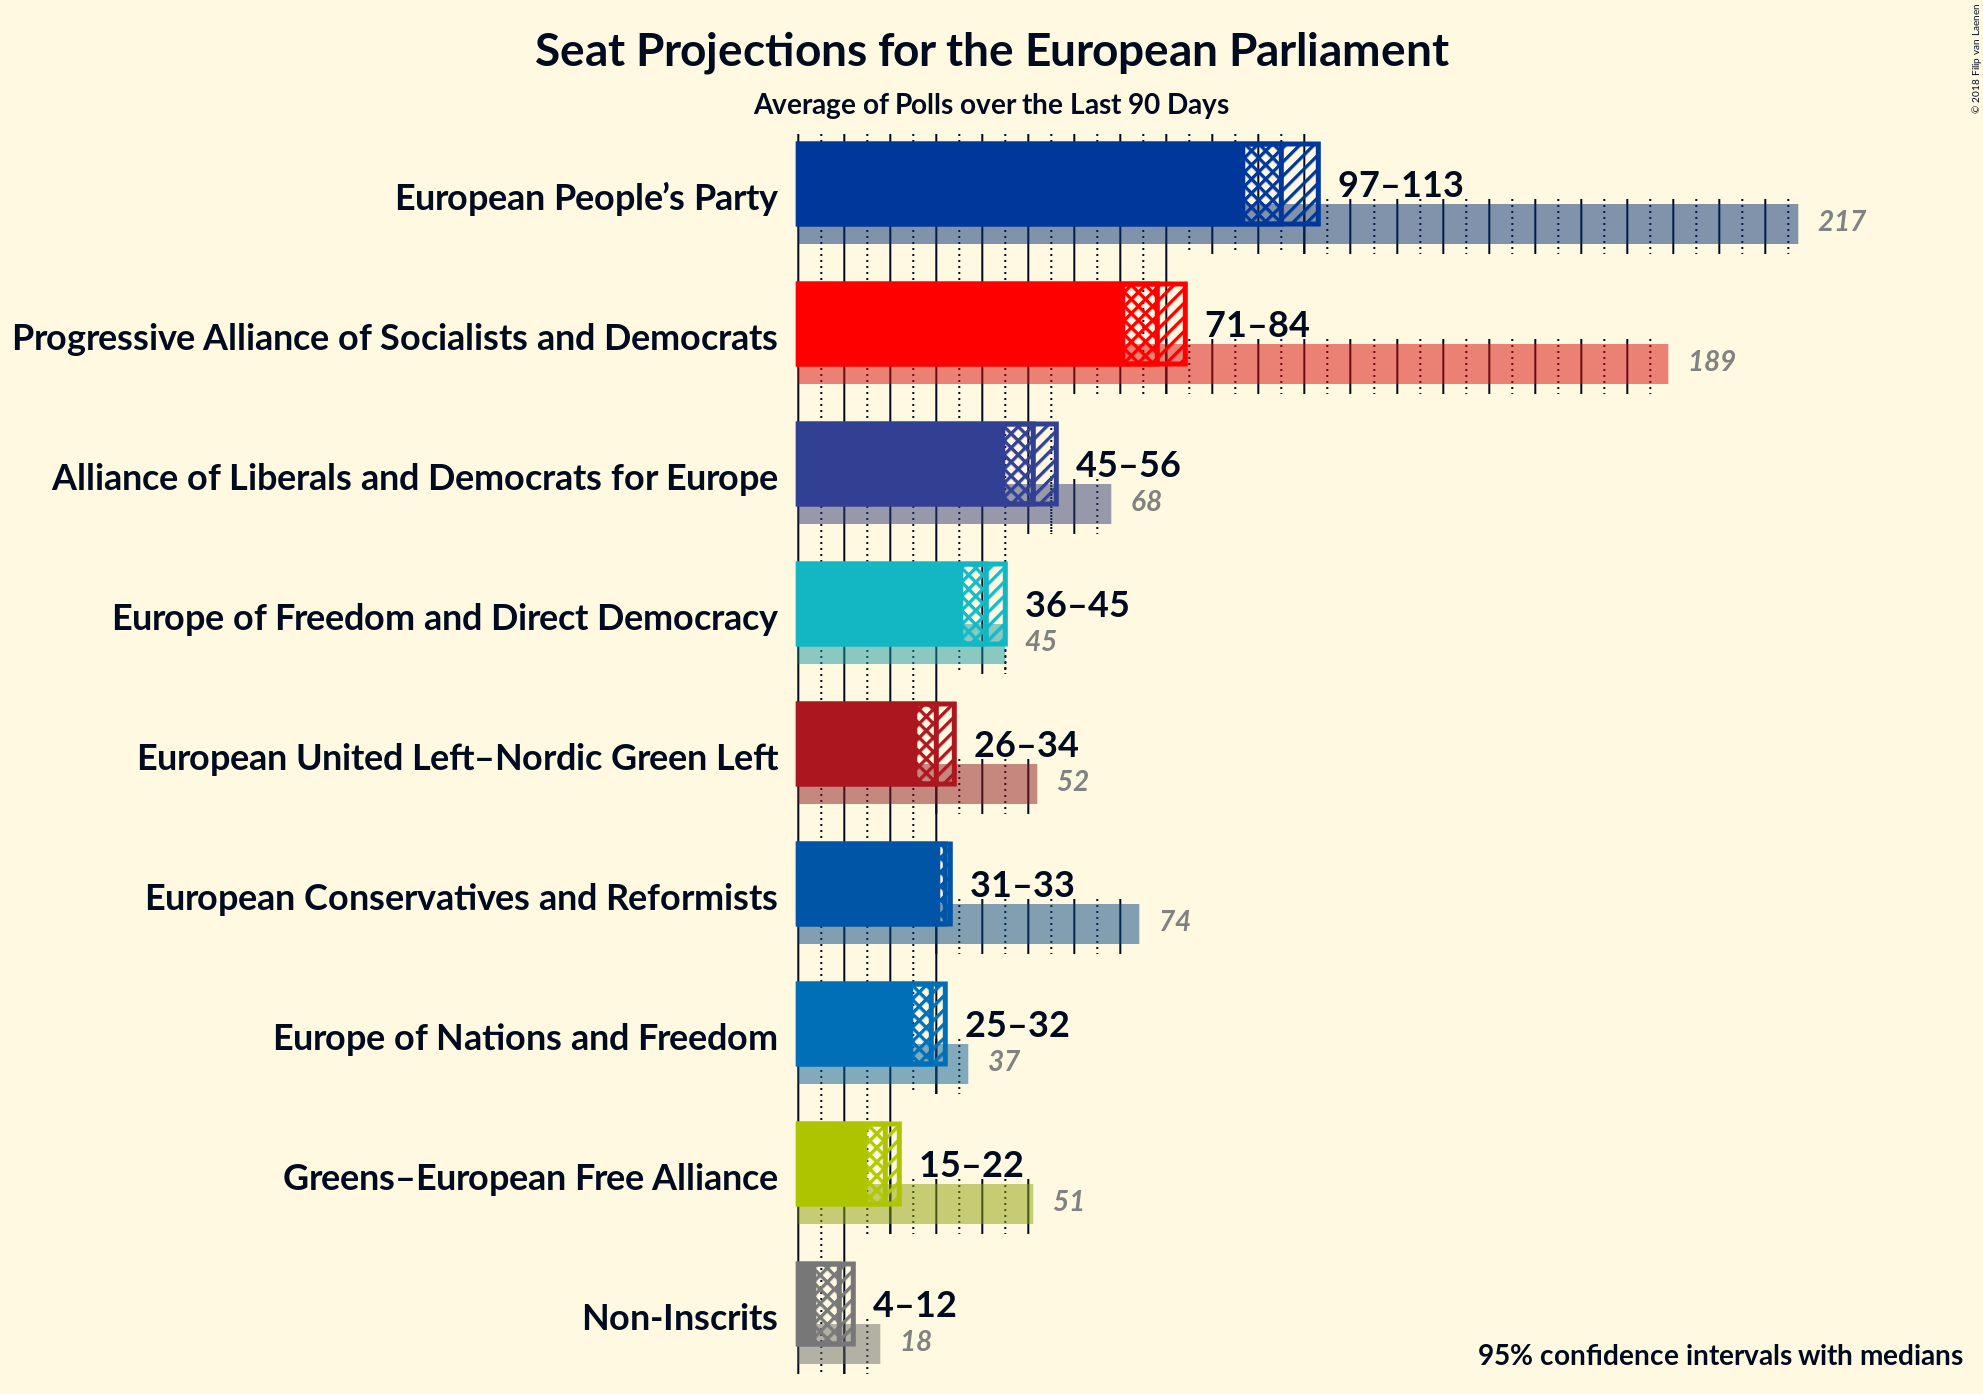 Seat Projections for the European Parliament
Average of Polls over the Last 90 Days
© 2018 Filip van Laenen
European People’s Party
97–113
217
Progressive Alliance of Socialists and Democrats
71–84
189
Alliance of Liberals and Democrats for Europe
45–56
68
Europe of Freedom and Direct Democracy
36–45
45
European United Left–Nordic Green Left
26–34
52
European Conservatives and Reformists
31–33
74
Europe of Nations and Freedom
25–32
37
Greens–European Free Alliance
15–22
51
Non-Inscrits
4–12
18
95% confidence intervals with medians